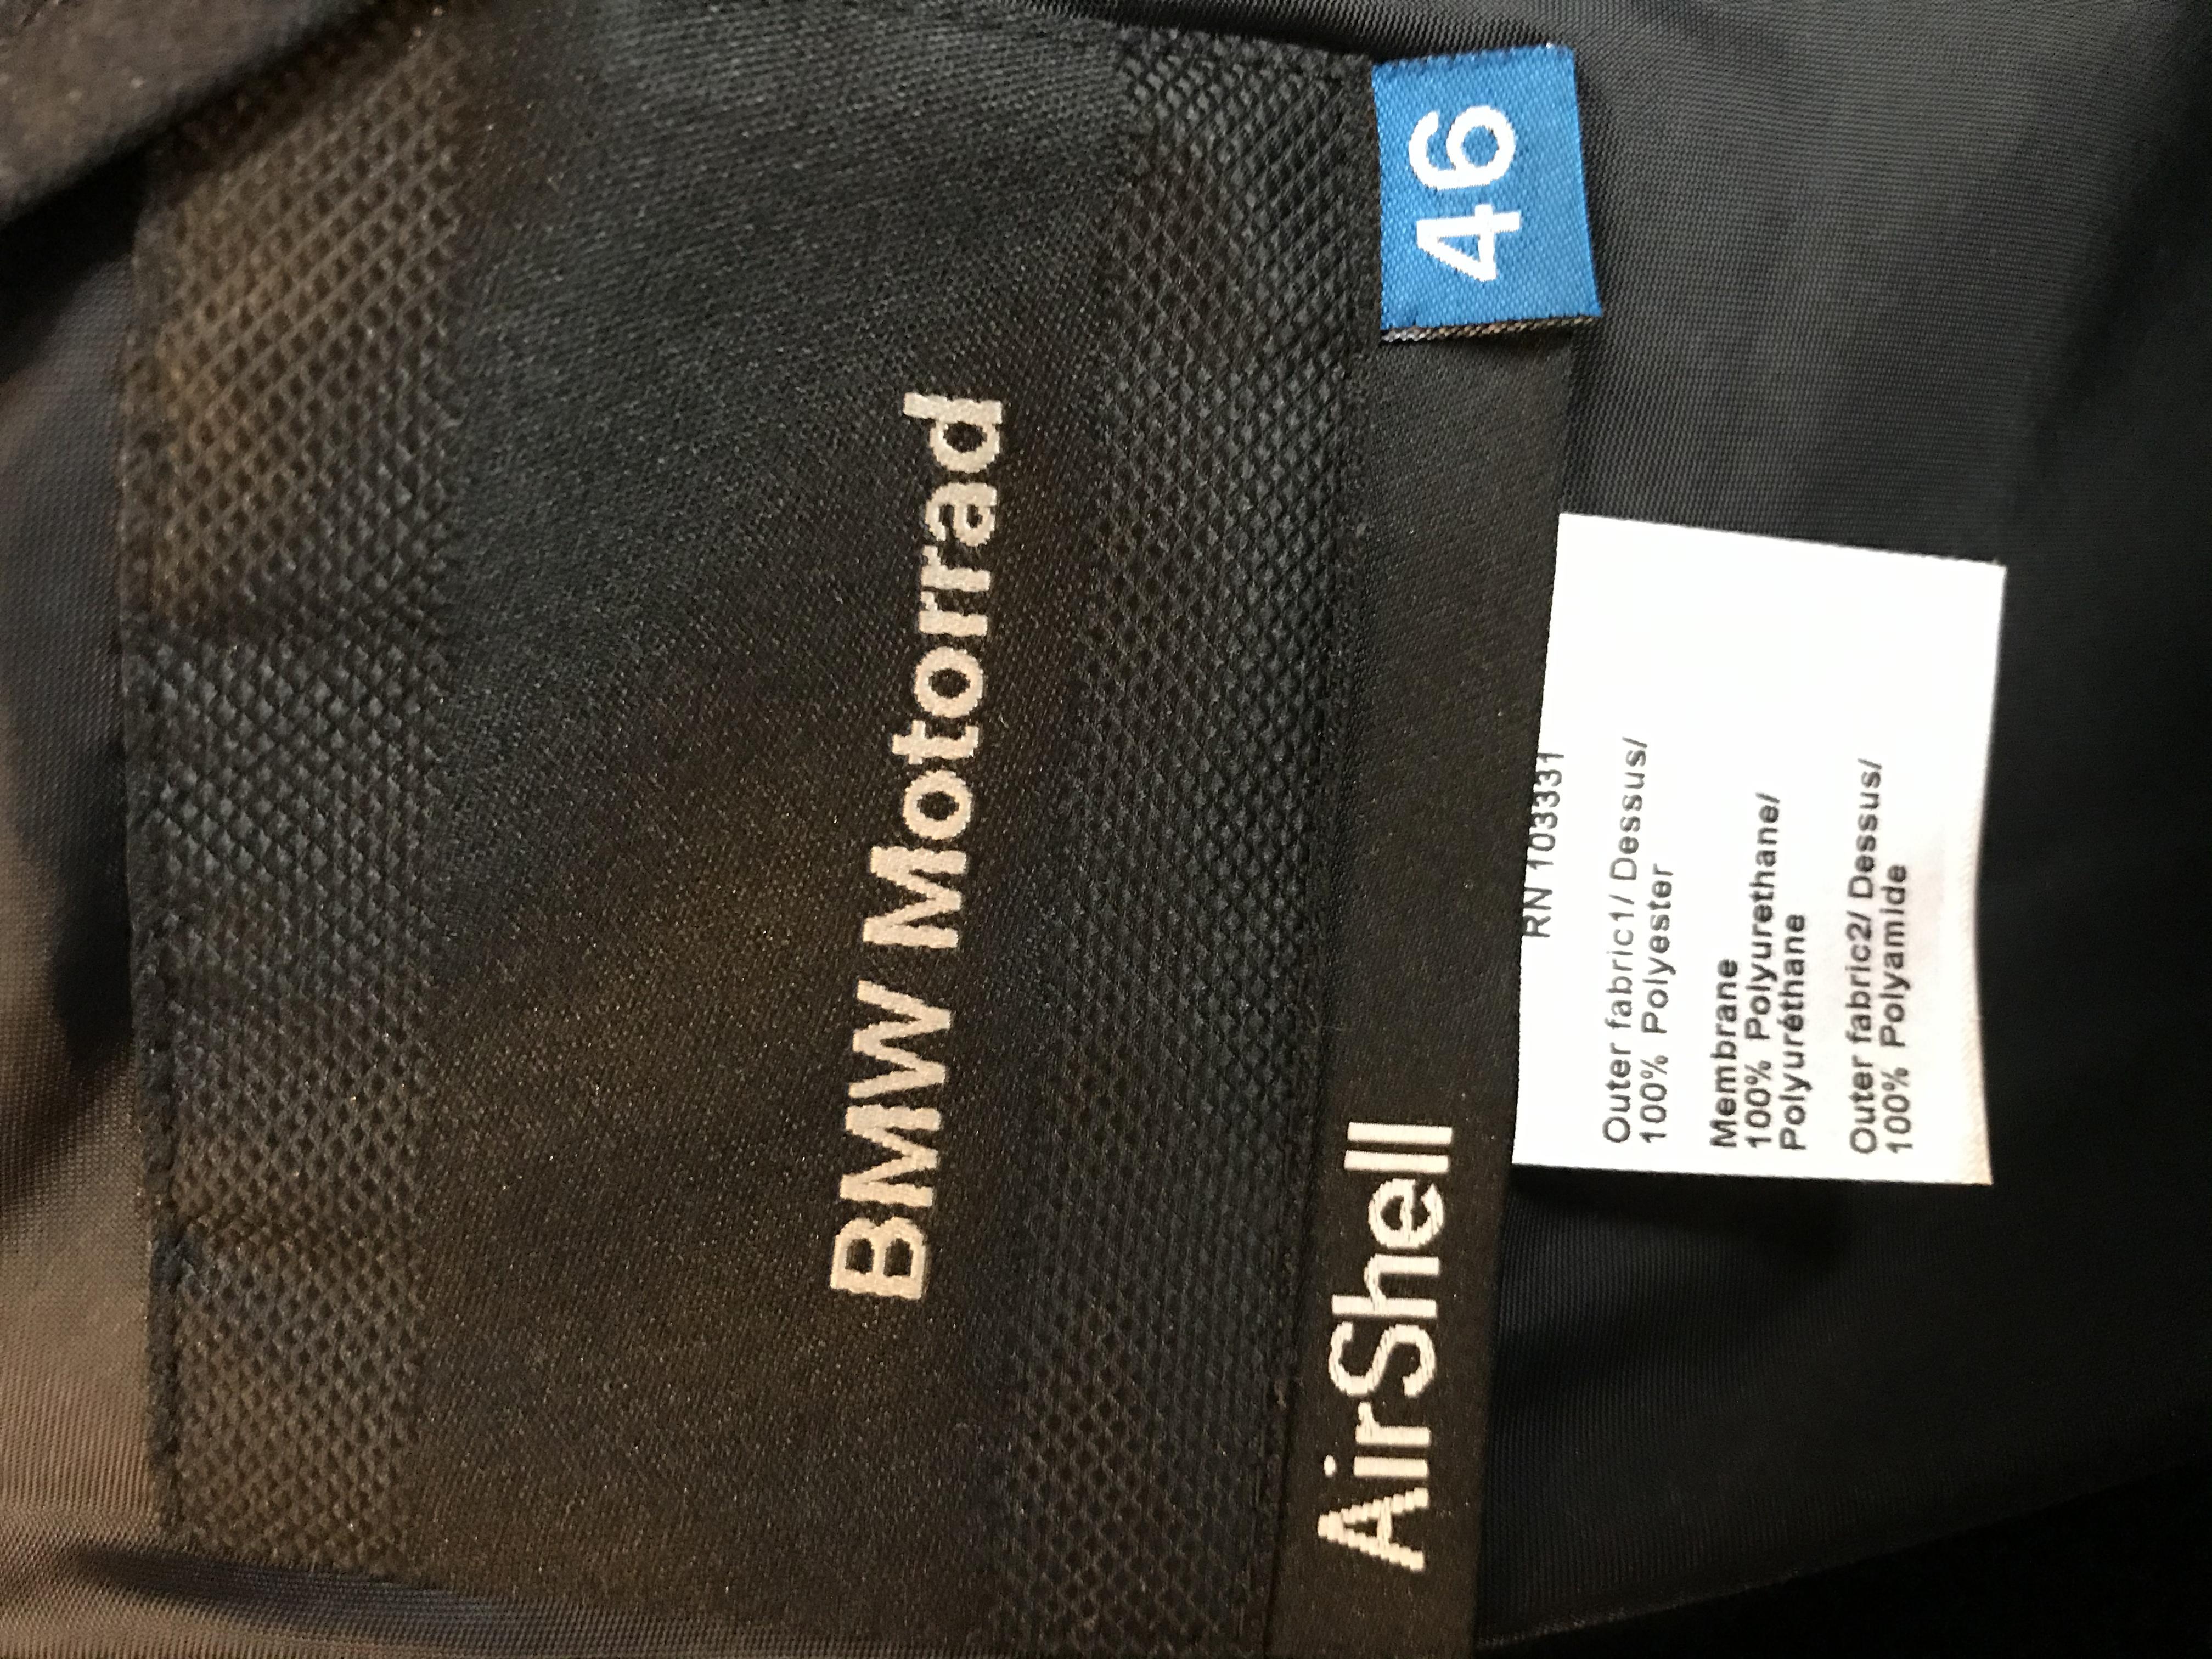 BMW Motorrad
46
AirShell
RN 103331
Outer fabric1/ Dessus/
100% Polyester
Membrane
100% Polyurethane/
Polyuréthane
Outer fabric2/ Dessus/
100% Polyamide